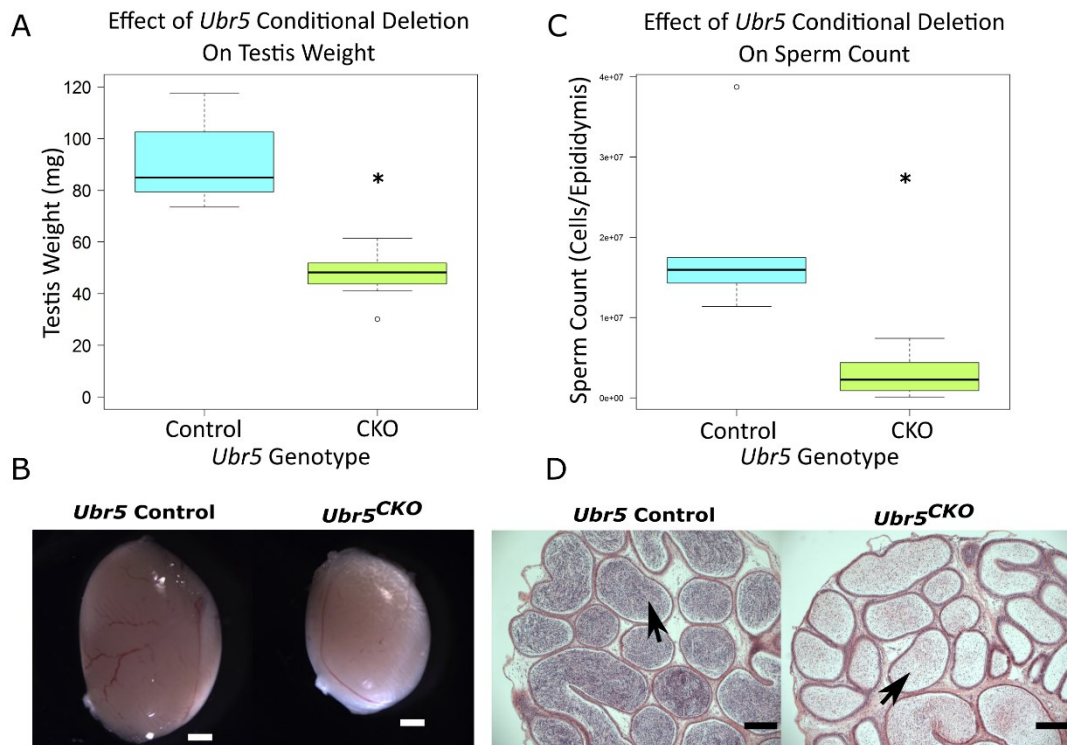 A
Effect of Ubr5 Conditional Deletion
On Testis Weight
Testis Weight (mg)
120
100
80
60
40
20
0
*
Control
CKO
Ubr5 Genotype
C
Effect of Ubr5 Conditional Deletion
On Sperm Count
Sperm Count (Cells/Epididymis)
4e+07
3e+07
2e+07
1e+07
0e+00
*
Control
CKO
Ubr5 Genotype
B
Ubr5 Control
Ubr5CKO
D
Ubr5 Control
Ubr5CKO